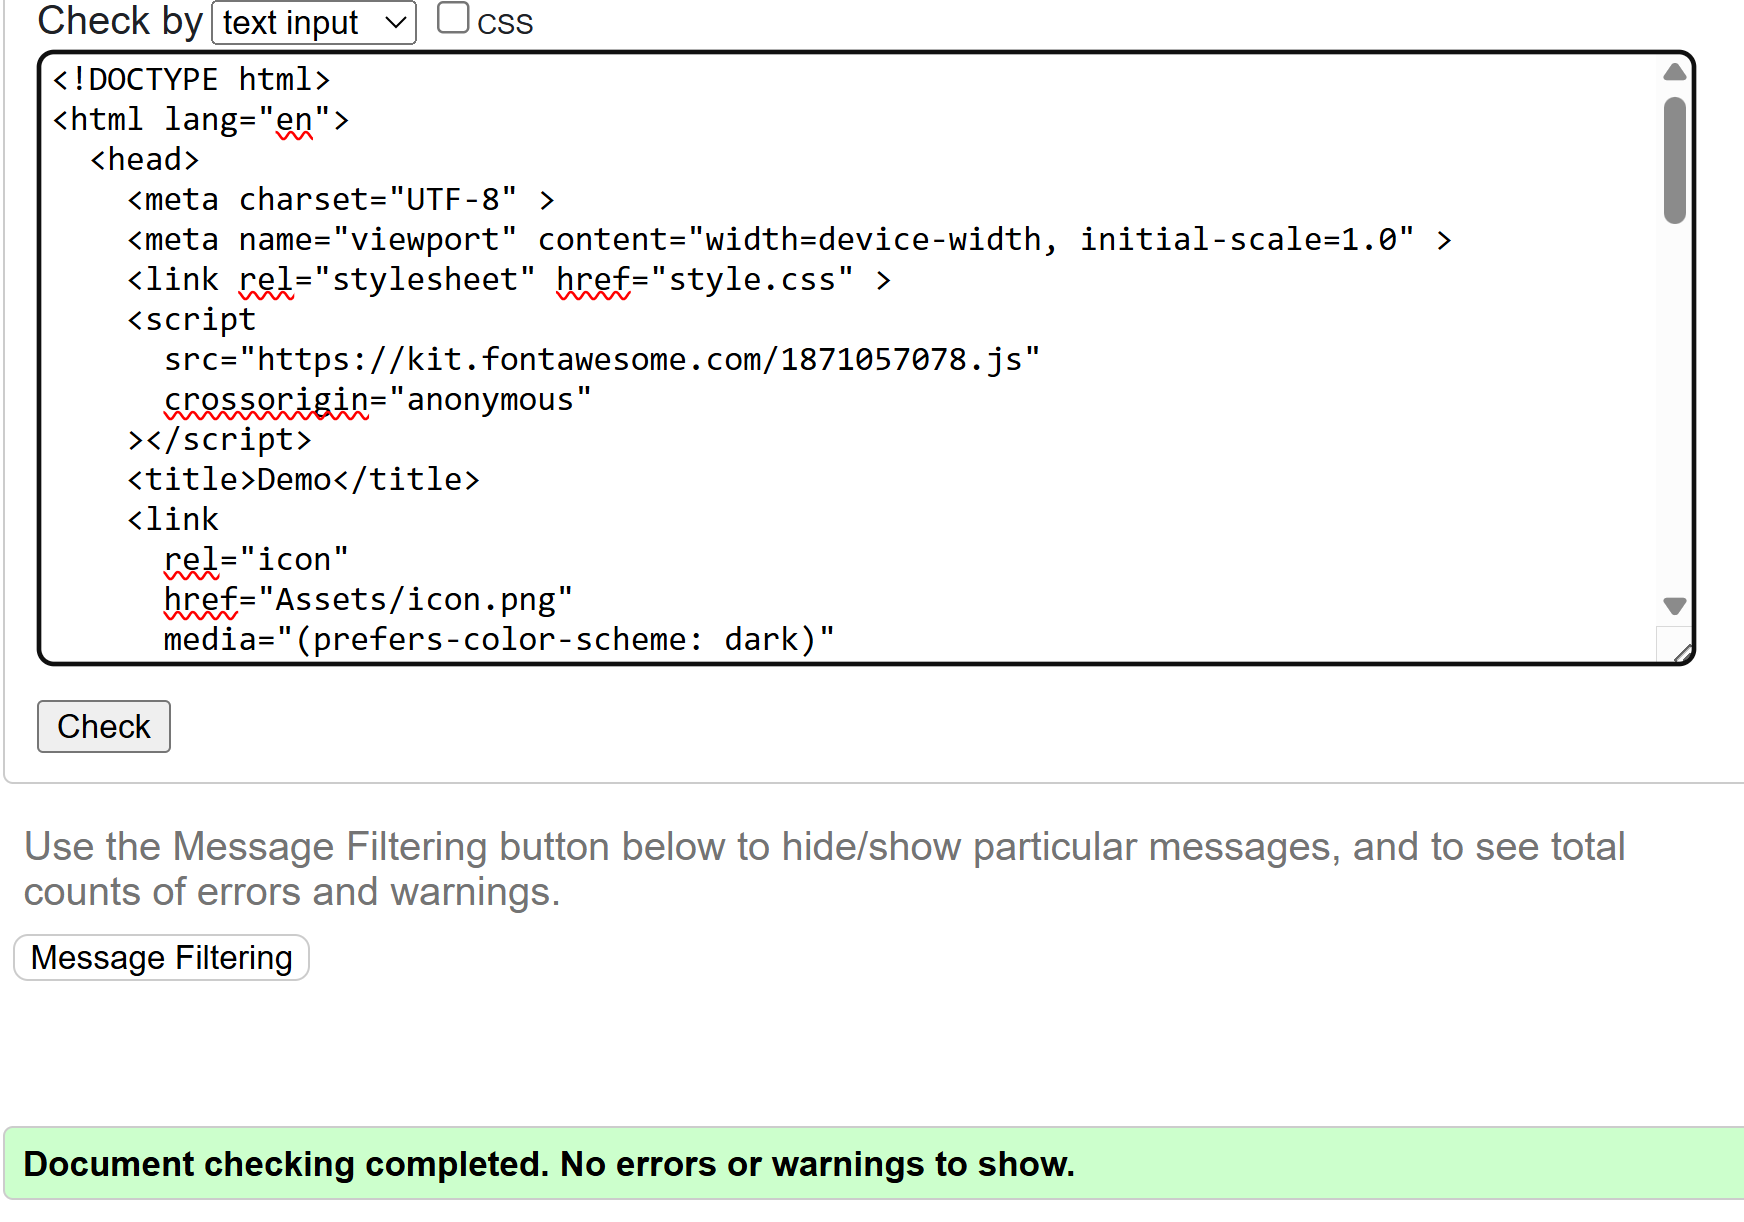 Check by text input CSS
<!DOCTYPE html>
<html lang="en">
  <head>
    <meta charset="UTF-8" >
    <meta name="viewport" content="width=device-width, initial-scale=1.0" >
    <link rel="stylesheet" href="style.css" >
    <script
      src="https://kit.fontawesome.com/1871057078.js"
      crossorigin="anonymous"
    ></script>
    <title>Demo</title>
    <link
      rel="icon"
      href="Assets/icon.png"
      media="(prefers-color-scheme: dark)"
Check
Use the Message Filtering button below to hide/show particular messages, and to see total
counts of errors and warnings.
Message Filtering
Document checking completed. No errors or warnings to show.